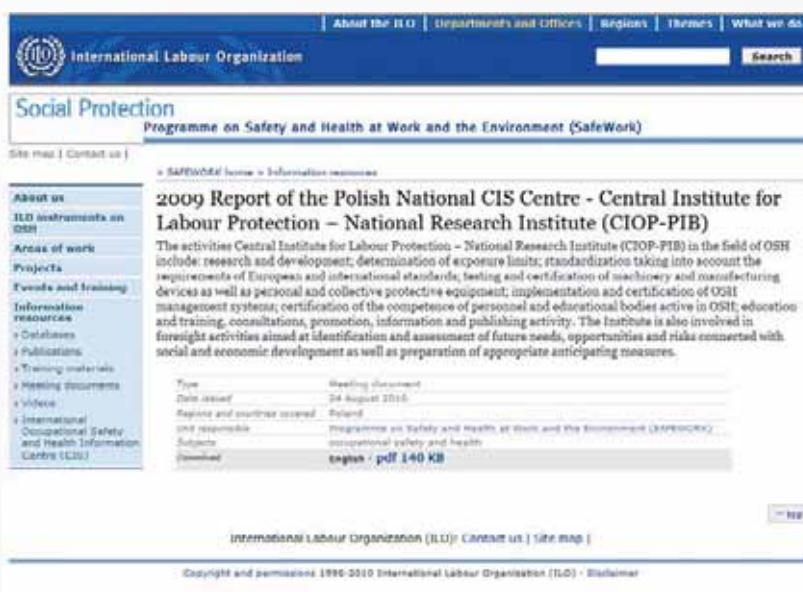 About the ILO | Departments and Offices | Regions | Themes | What we do
International Labour Organization
Search
Social Protection
Programme on Safety and Health at Work and the Environment (SafeWork)
Site map | Contact us |
> SAFEWORK home > Information resources
About us
ILO instruments on OSH
Areas of work
Projects
Events and training
Information resources
> Databases
> Publications
> Training materials
> Meeting documents
> Videos
> International
Occupational Safety
and Health Information
Centre (CIS)
2009 Report of the Polish National CIS Centre - Central Institute for
Labour Protection – National Research Institute (CIOP-PIB)
The activities Central Institute for Labour Protection – National Research Institute (CIOP-PIB) in the field of OSH
include: research and development; determination of exposure limits; standardization taking into account the
requirements of European and international standards; testing and certification of machinery and manufacturing
devices as well as personal and collective protective equipment; implementation and certification of OSH
management systems; certification of the competence of personnel and educational bodies active in OSH; education
and training, consultations, promotion, information and publishing activity. The Institute is also involved in
foresight activities aimed at identification and assessment of future needs, opportunities and risks connected with
social and economic development as well as preparation of appropriate anticipating measures.
Type Meeting document
Date issued 24 August 2010
Regions and countries covered Poland
Unit responsible Programme on Safety and Health at Work and the Environment (SAFEWORK)
Subjects occupational safety and health
Download English - pdf 140 KB
International Labour Organization (ILO): Contact us | Site map |
Copyright and permissions 1996-2010 International Labour Organization (ILO) - Disclaimer